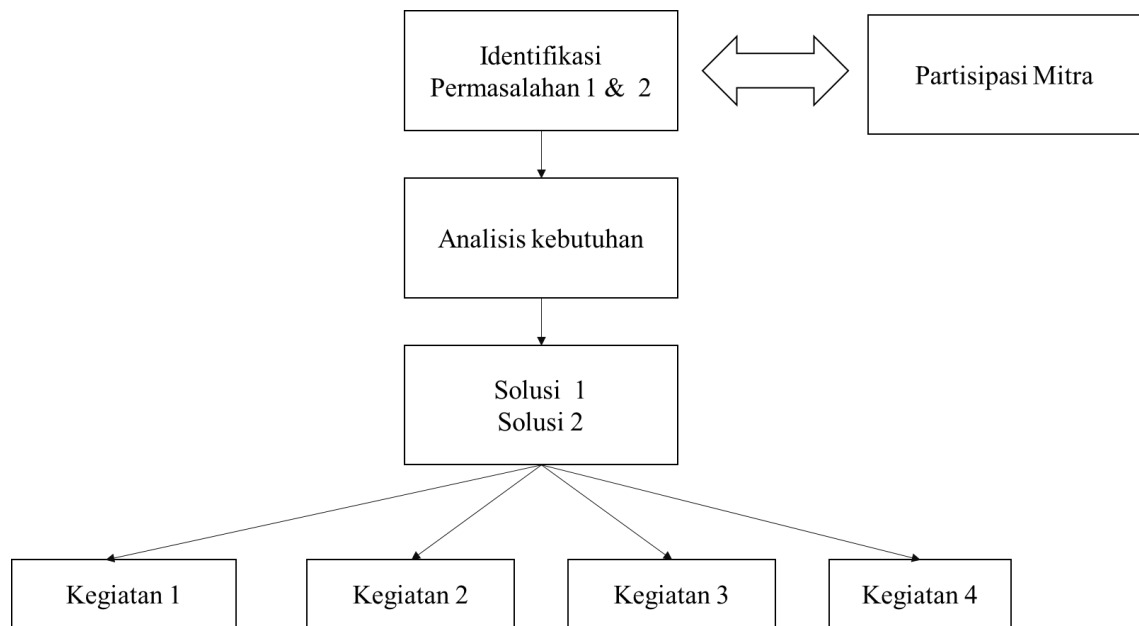 Identifikasi
Permasalahan 1 & 2
Partisipasi Mitra
Analisis kebutuhan
Solusi 1
Solusi 2
Kegiatan 1
Kegiatan 2
Kegiatan 3
Kegiatan 4